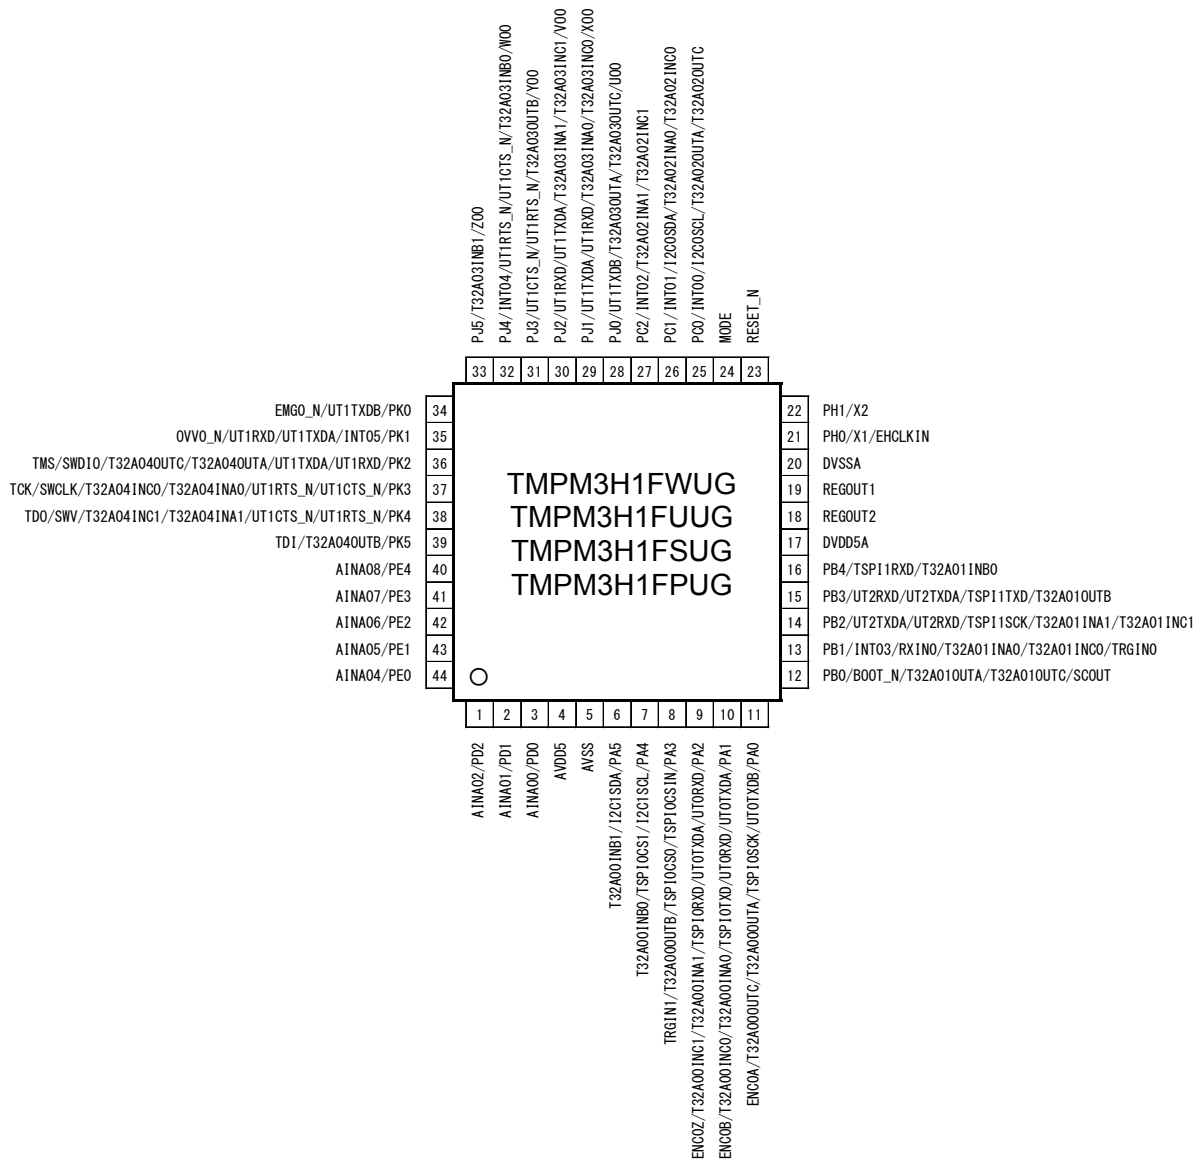 PJ5/T32A03INB1/ZO0
PJ4/INT04/UT1RTS_N/UT1CTS_N/T32A03INB0/WO0
PJ3/UT1CTS_N/UT1RTS_N/T32A03OUTB/YO0
PJ2/UT1RXD/UT1TXDA/T32A03INA1/T32A03INC1/VO0
PJ1/UT1TXDA/UT1RXD/T32A03INA0/T32A03INC0/XO0
PJ0/UT1TXDB/T32A03OUTA/T32A03OUTC/UO0
PC2/INT02/T32A02INA1/T32A02INC1
PC1/INT01/I2C0SDA/T32A02INA0/T32A02INC0
PC0/INT00/I2C0SCL/T32A02OUTA/T32A02OUTC
MODE
RESET_N
33 32 31 30 29 28 27 26 25 24 23
EMG0_N/UT1TXDB/PK0 34
OVV0_N/UT1RXD/UT1TXDA/INT05/PK1 35
TMS/SWDIO/T32A04OUTC/T32A04OUTA/UT1TXDA/UT1RXD/PK2 36
TCK/SWCLK/T32A04INC0/T32A04INA0/UT1RTS_N/UT1CTS_N/PK3 37
TDO/SWV/T32A04INC1/T32A04INA1/UT1CTS_N/UT1RTS_N/PK4 38
TDI/T32A04OUTB/PK5 39
AINA08/PE4 40
AINA07/PE3 41
AINA06/PE2 42
AINA05/PE1 43
AINA04/PE0 44
TMPM3H1FWUG
TMPM3H1FUUG
TMPM3H1FSUG
TMPM3H1FPUG
22 PH1/X2
21 PH0/X1/EHCLKIN
20 DVSSA
19 REGOUT1
18 REGOUT2
17 DVDD5A
16 PB4/TSPI1RXD/T32A01INB0
15 PB3/UT2RXD/UT2TXDA/TSPI1TXD/T32A01OUTB
14 PB2/UT2TXDA/UT2RXD/TSPI1SCK/T32A01INA1/T32A01INC1
13 PB1/INT03/RXIN0/T32A01INA0/T32A01INC0/TRGIN0
12 PB0/BOOT_N/T32A01OUTA/T32A01OUTC/SCOUT
1 2 3 4 5 6 7 8 9 10 11
AINA02/PD2
AINA01/PD1
AINA00/PD0
AVDD5
AVSS
T32A00INB1/I2C1SDA/PA5
T32A00INB0/TSPI0CS1/I2C1SCL/PA4
TRGIN1/T32A00OUTB/TSPI0CS0/TSPI0CSIN/PA3
ENC0Z/T32A00INC1/T32A00INA1/TSPI0RXD/UT0TXDA/UT0RXD/PA2
ENC0B/T32A00INC0/T32A00INA0/TSPI0TXD/UT0RXD/UT0TXDA/PA1
ENC0A/T32A00OUTC/T32A00OUTA/TSPI0SCK/UT0TXDB/PA0